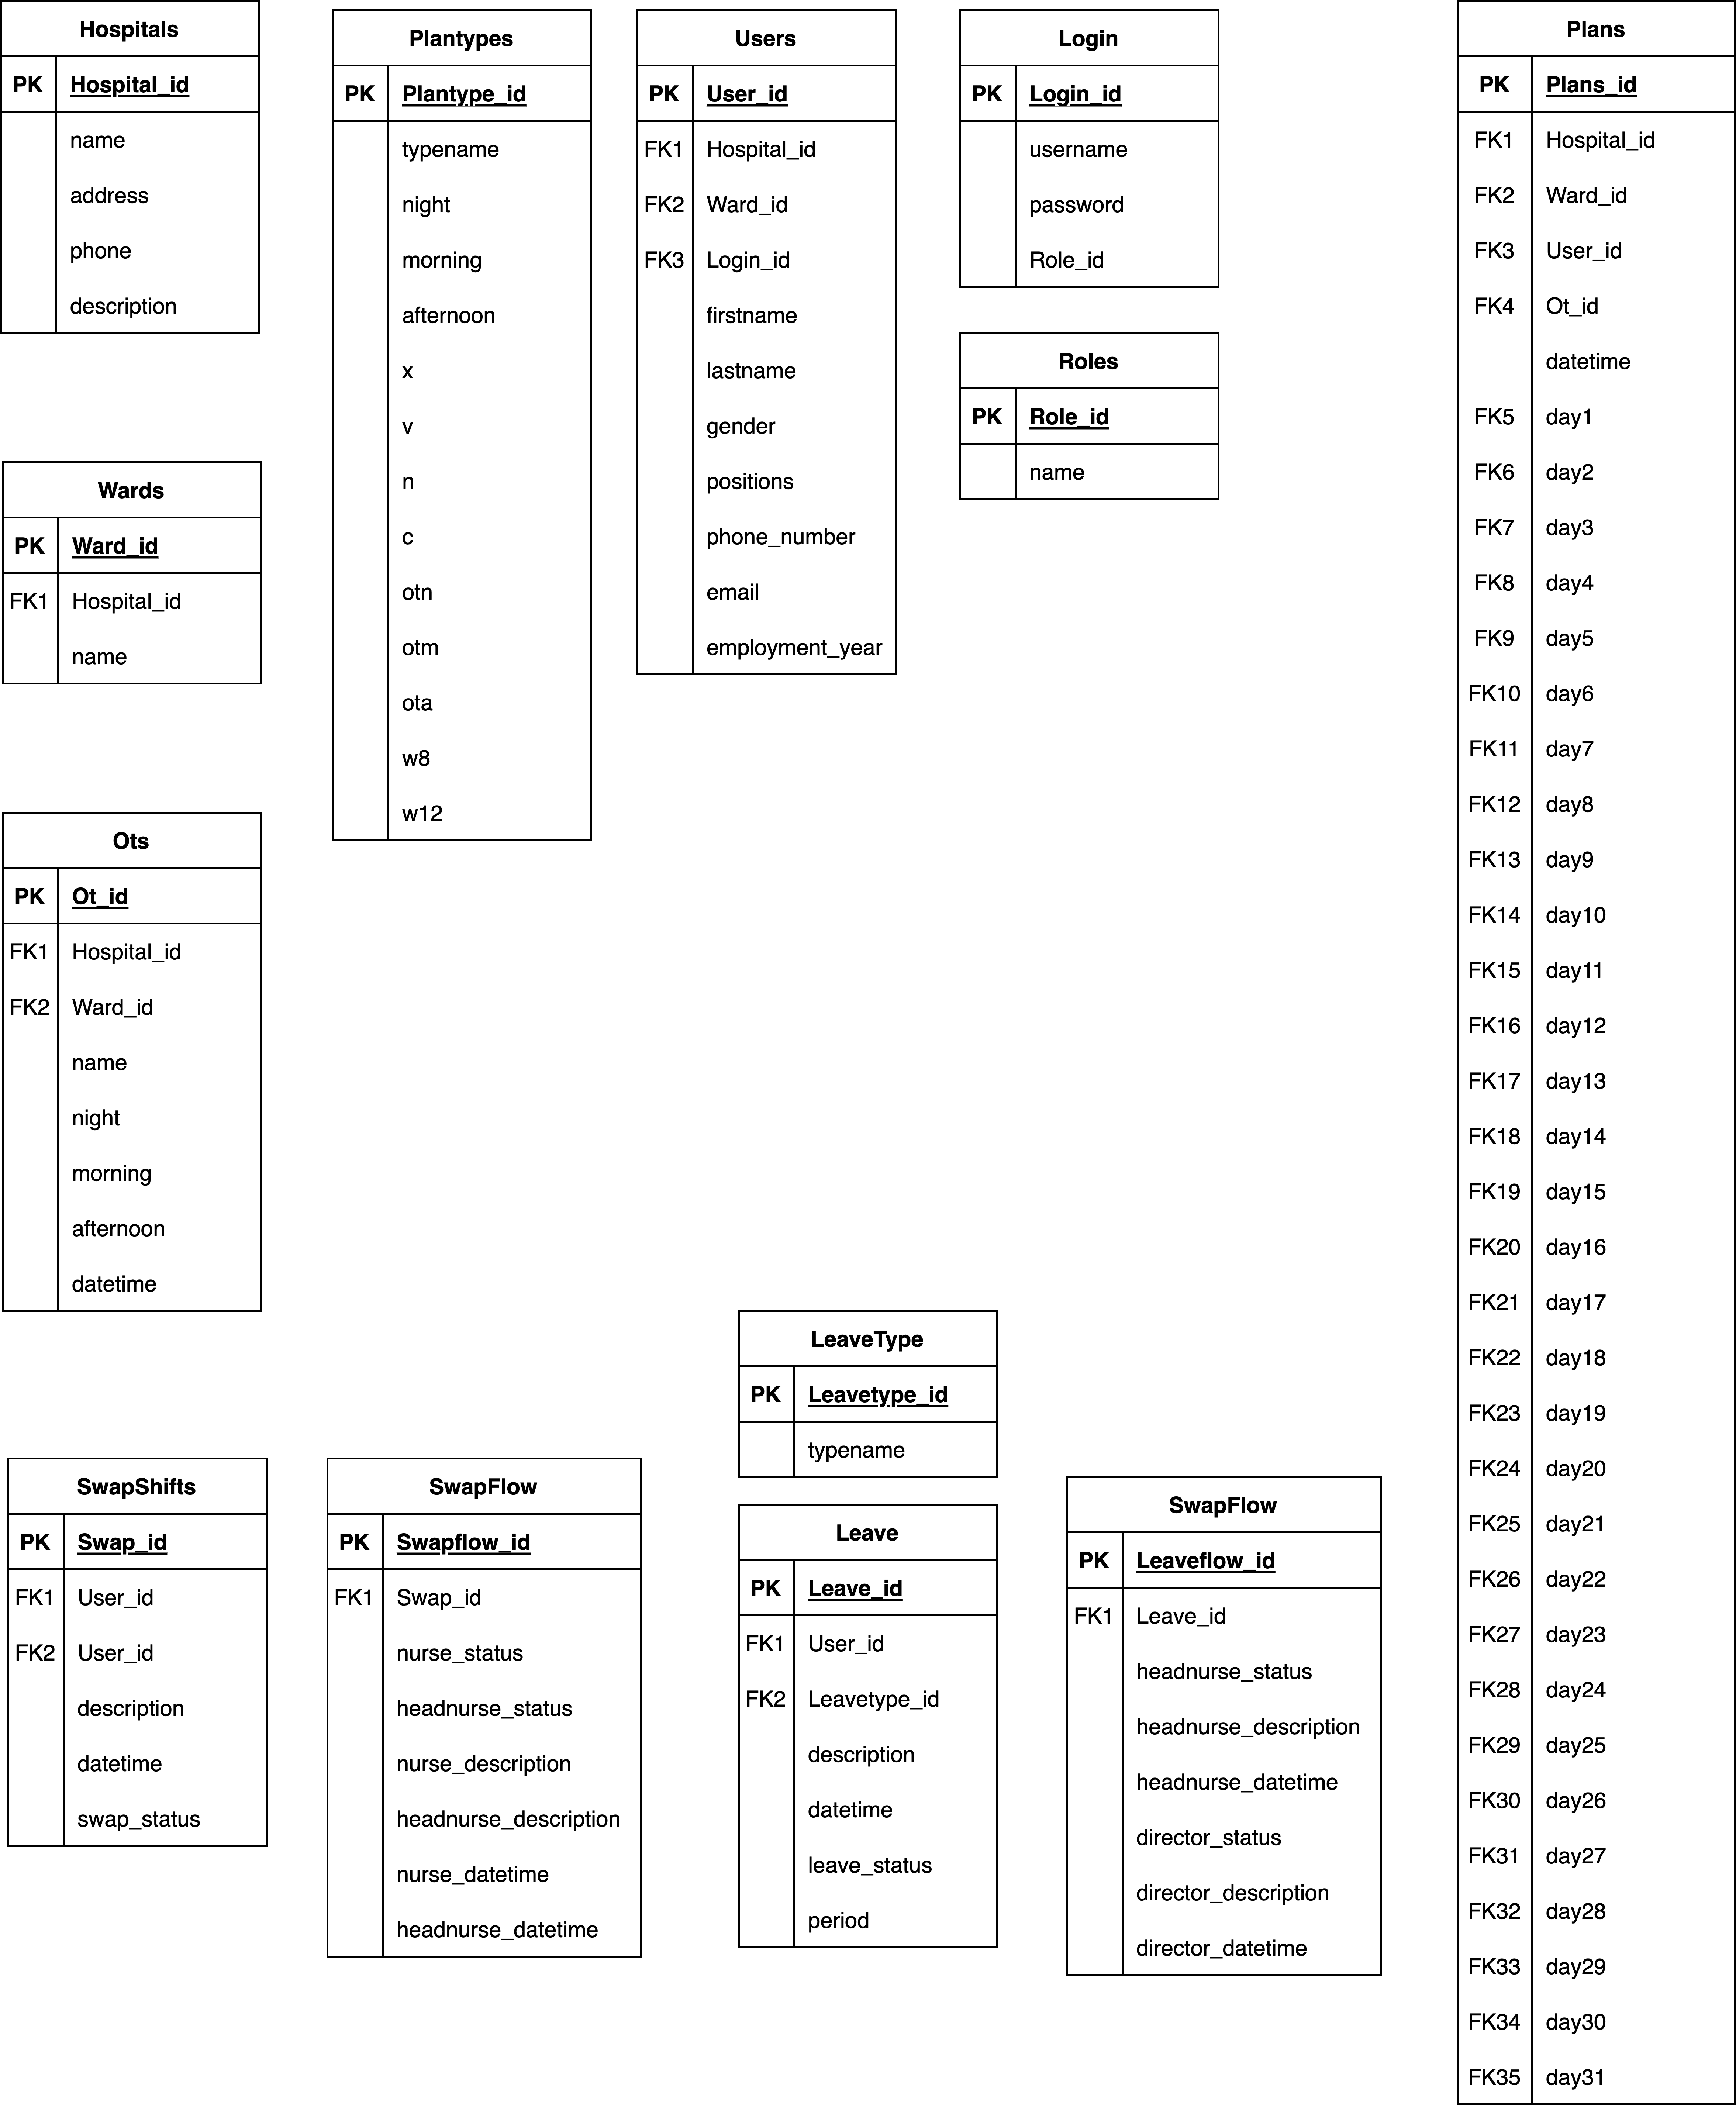 Hospitals
PK Hospital_id
name
address
phone
description
Wards
PK Ward_id
FK1 Hospital_id
name
Ots
PK Ot_id
FK1 Hospital_id
FK2 Ward_id
name
night
morning
afternoon
datetime
Plantypes
PK Plantype_id
typename
night
morning
afternoon
x
v
n
c
otn
otm
ota
w8
w12
Users
PK User_id
FK1 Hospital_id
FK2 Ward_id
FK3 Login_id
firstname
lastname
gender
positions
phone_number
email
employment_year
Login
PK Login_id
username
password
Role_id
Roles
PK Role_id
name
SwapShifts
PK Swap_id
FK1 User_id
FK2 User_id
description
datetime
swap_status
SwapFlow
PK Swapflow_id
FK1 Swap_id
nurse_status
headnurse_status
nurse_description
headnurse_description
nurse_datetime
headnurse_datetime
LeaveType
PK Leavetype_id
typename
Leave
PK Leave_id
FK1 User_id
FK2 Leavetype_id
description
datetime
leave_status
period
SwapFlow
PK Leaveflow_id
FK1 Leave_id
headnurse_status
headnurse_description
headnurse_datetime
director_status
director_description
director_datetime
Plans
PK Plans_id
FK1 Hospital_id
FK2 Ward_id
FK3 User_id
FK4 Ot_id
datetime
FK5 day1
FK6 day2
FK7 day3
FK8 day4
FK9 day5
FK10 day6
FK11 day7
FK12 day8
FK13 day9
FK14 day10
FK15 day11
FK16 day12
FK17 day13
FK18 day14
FK19 day15
FK20 day16
FK21 day17
FK22 day18
FK23 day19
FK24 day20
FK25 day21
FK26 day22
FK27 day23
FK28 day24
FK29 day25
FK30 day26
FK31 day27
FK32 day28
FK33 day29
FK34 day30
FK35 day31